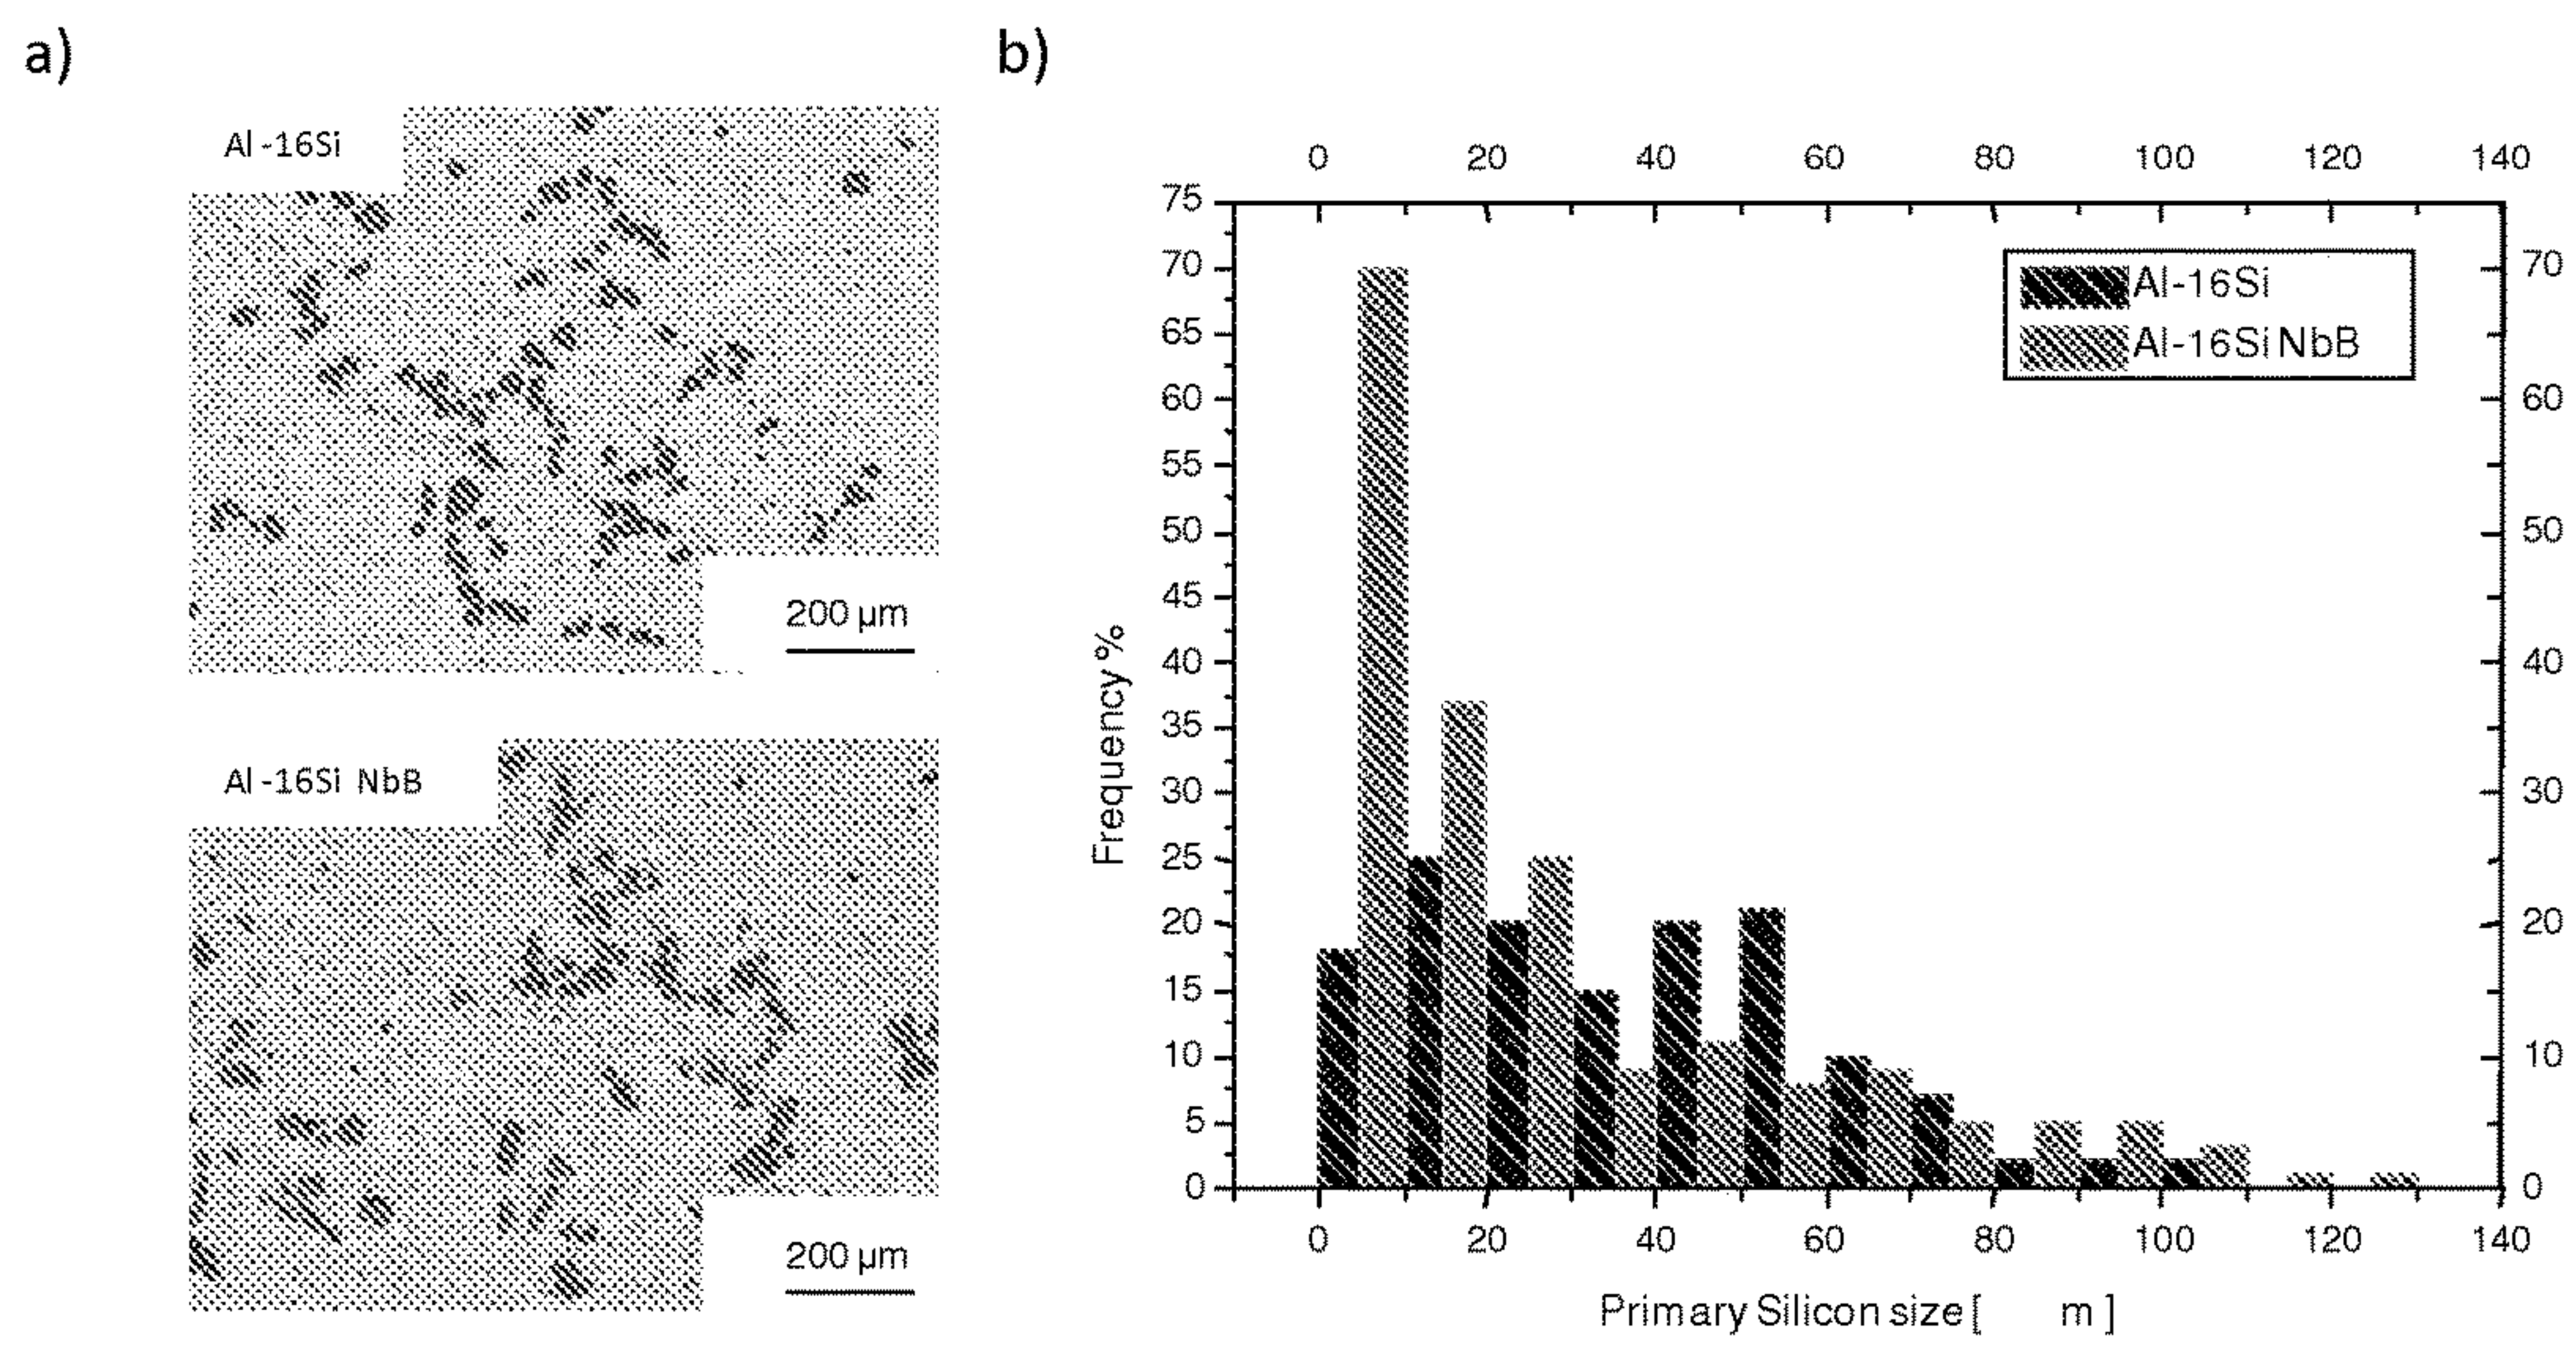 a)
Al -16Si
200 µm
Al -16Si NbB
200 µm
b)
0 20 40 60 80 100 120 140
75
70
65
60
55
50
45
40
35
30
25
20
15
10
5
0
Frequency %
Al-16Si
Al-16Si NbB
70
60
50
40
30
20
10
0
0 20 40 60 80 100 120 140
Primary Silicon size [ m ]